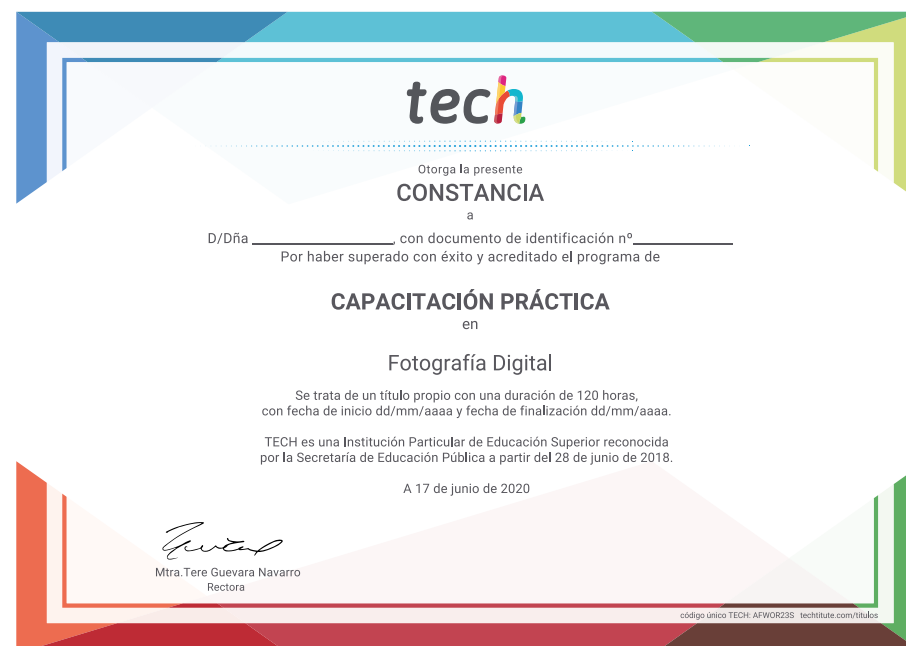 tech
Otorga la presente
CONSTANCIA
a
D/Dña ____________________, con documento de identificación nº______________
Por haber superado con éxito y acreditado el programa de
CAPACITACIÓN PRÁCTICA
en
Fotografía Digital
Se trata de un título propio con una duración de 120 horas,
con fecha de inicio dd/mm/aaaa y fecha de finalización dd/mm/aaaa.
TECH es una Institución Particular de Educación Superior reconocida
por la Secretaría de Educación Pública a partir del 28 de junio de 2018.
A 17 de junio de 2020
Mtra.Tere Guevara Navarro
Rectora
código único TECH: AFWOR23S techtitute.com/titulos